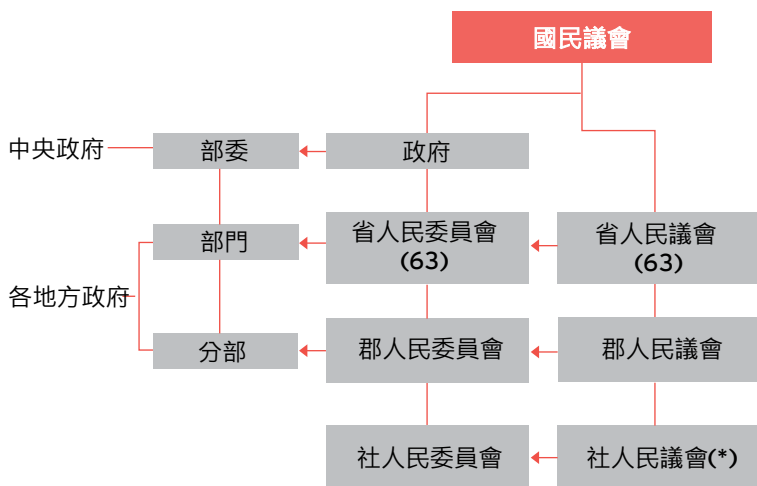 國民議會
中央政府
部委
政府
部門
省人民委員會
(63)
省人民議會
(63)
各地方政府
分部
郡人民委員會
郡人民議會
社人民委員會
社人民議會(*)